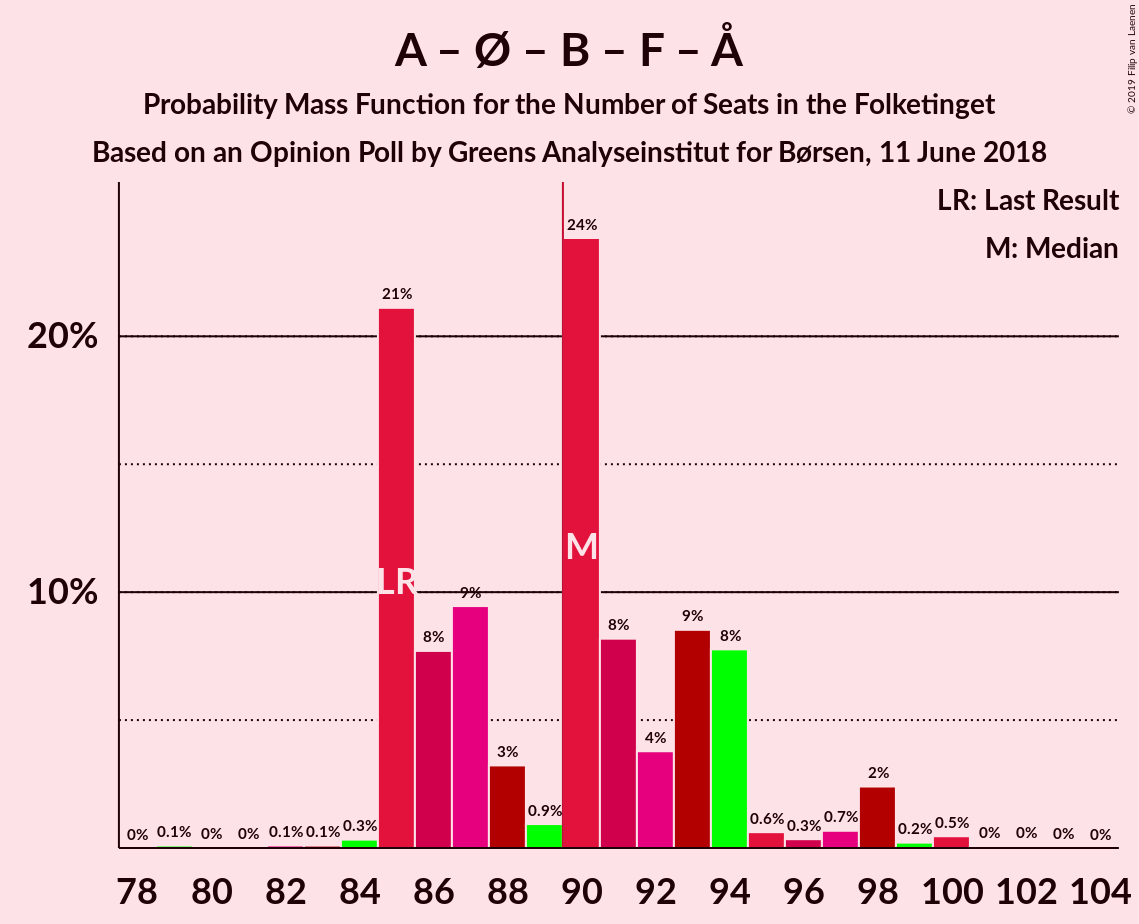 A – Ø – B – F – Å
Probability Mass Function for the Number of Seats in the Folketinget
Based on an Opinion Poll by Greens Analyseinstitut for Børsen, 11 June 2018
© 2019 Filip van Laenen
LR: Last Result
M: Median
20%
10%
0% 0.1% 0% 0% 0.1% 0.1% 0.3% 21% 8% 9% 3% 0.9% 24% 8% 4% 9% 8% 0.6% 0.3% 0.7% 2% 0.2% 0.5% 0% 0% 0% 0%
LR M
78 80 82 84 86 88 90 92 94 96 98 100 102 104